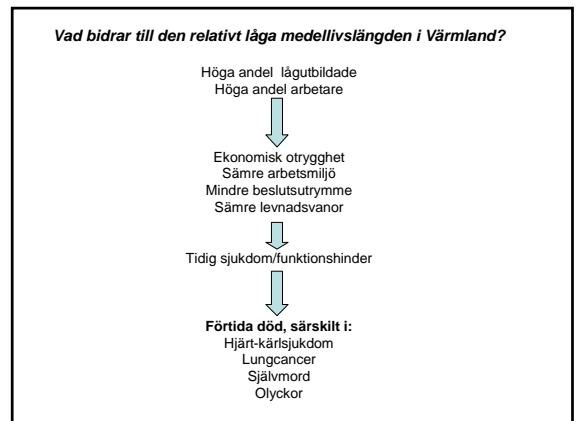 Vad bidrar till den relativt låga medellivslängden i Värmland?
Höga andel lågutbildade
Höga andel arbetare
Ekonomisk otrygghet
Sämre arbetsmiljö
Mindre beslutsutrymme
Sämre levnadsvanor
Tidig sjukdom/funktionshinder
Förtida död, särskilt i:
Hjärt-kärlsjukdom
Lungcancer
Självmord
Olyckor